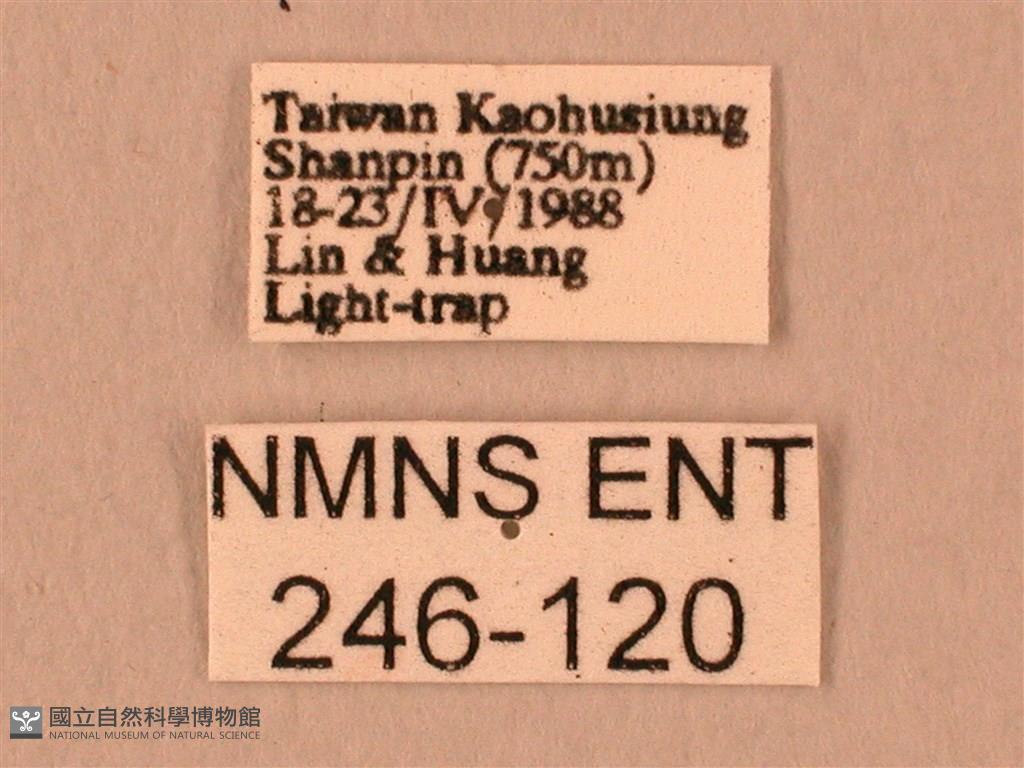 Taiwan Kaohusiung
Shanpin (750m)
18-23/IV/1988
Lin & Huang
Light-trap
NMNS ENT
246-120
國立自然科學博物館
NATIONAL MUSEUM OF NATURAL SCIENCE